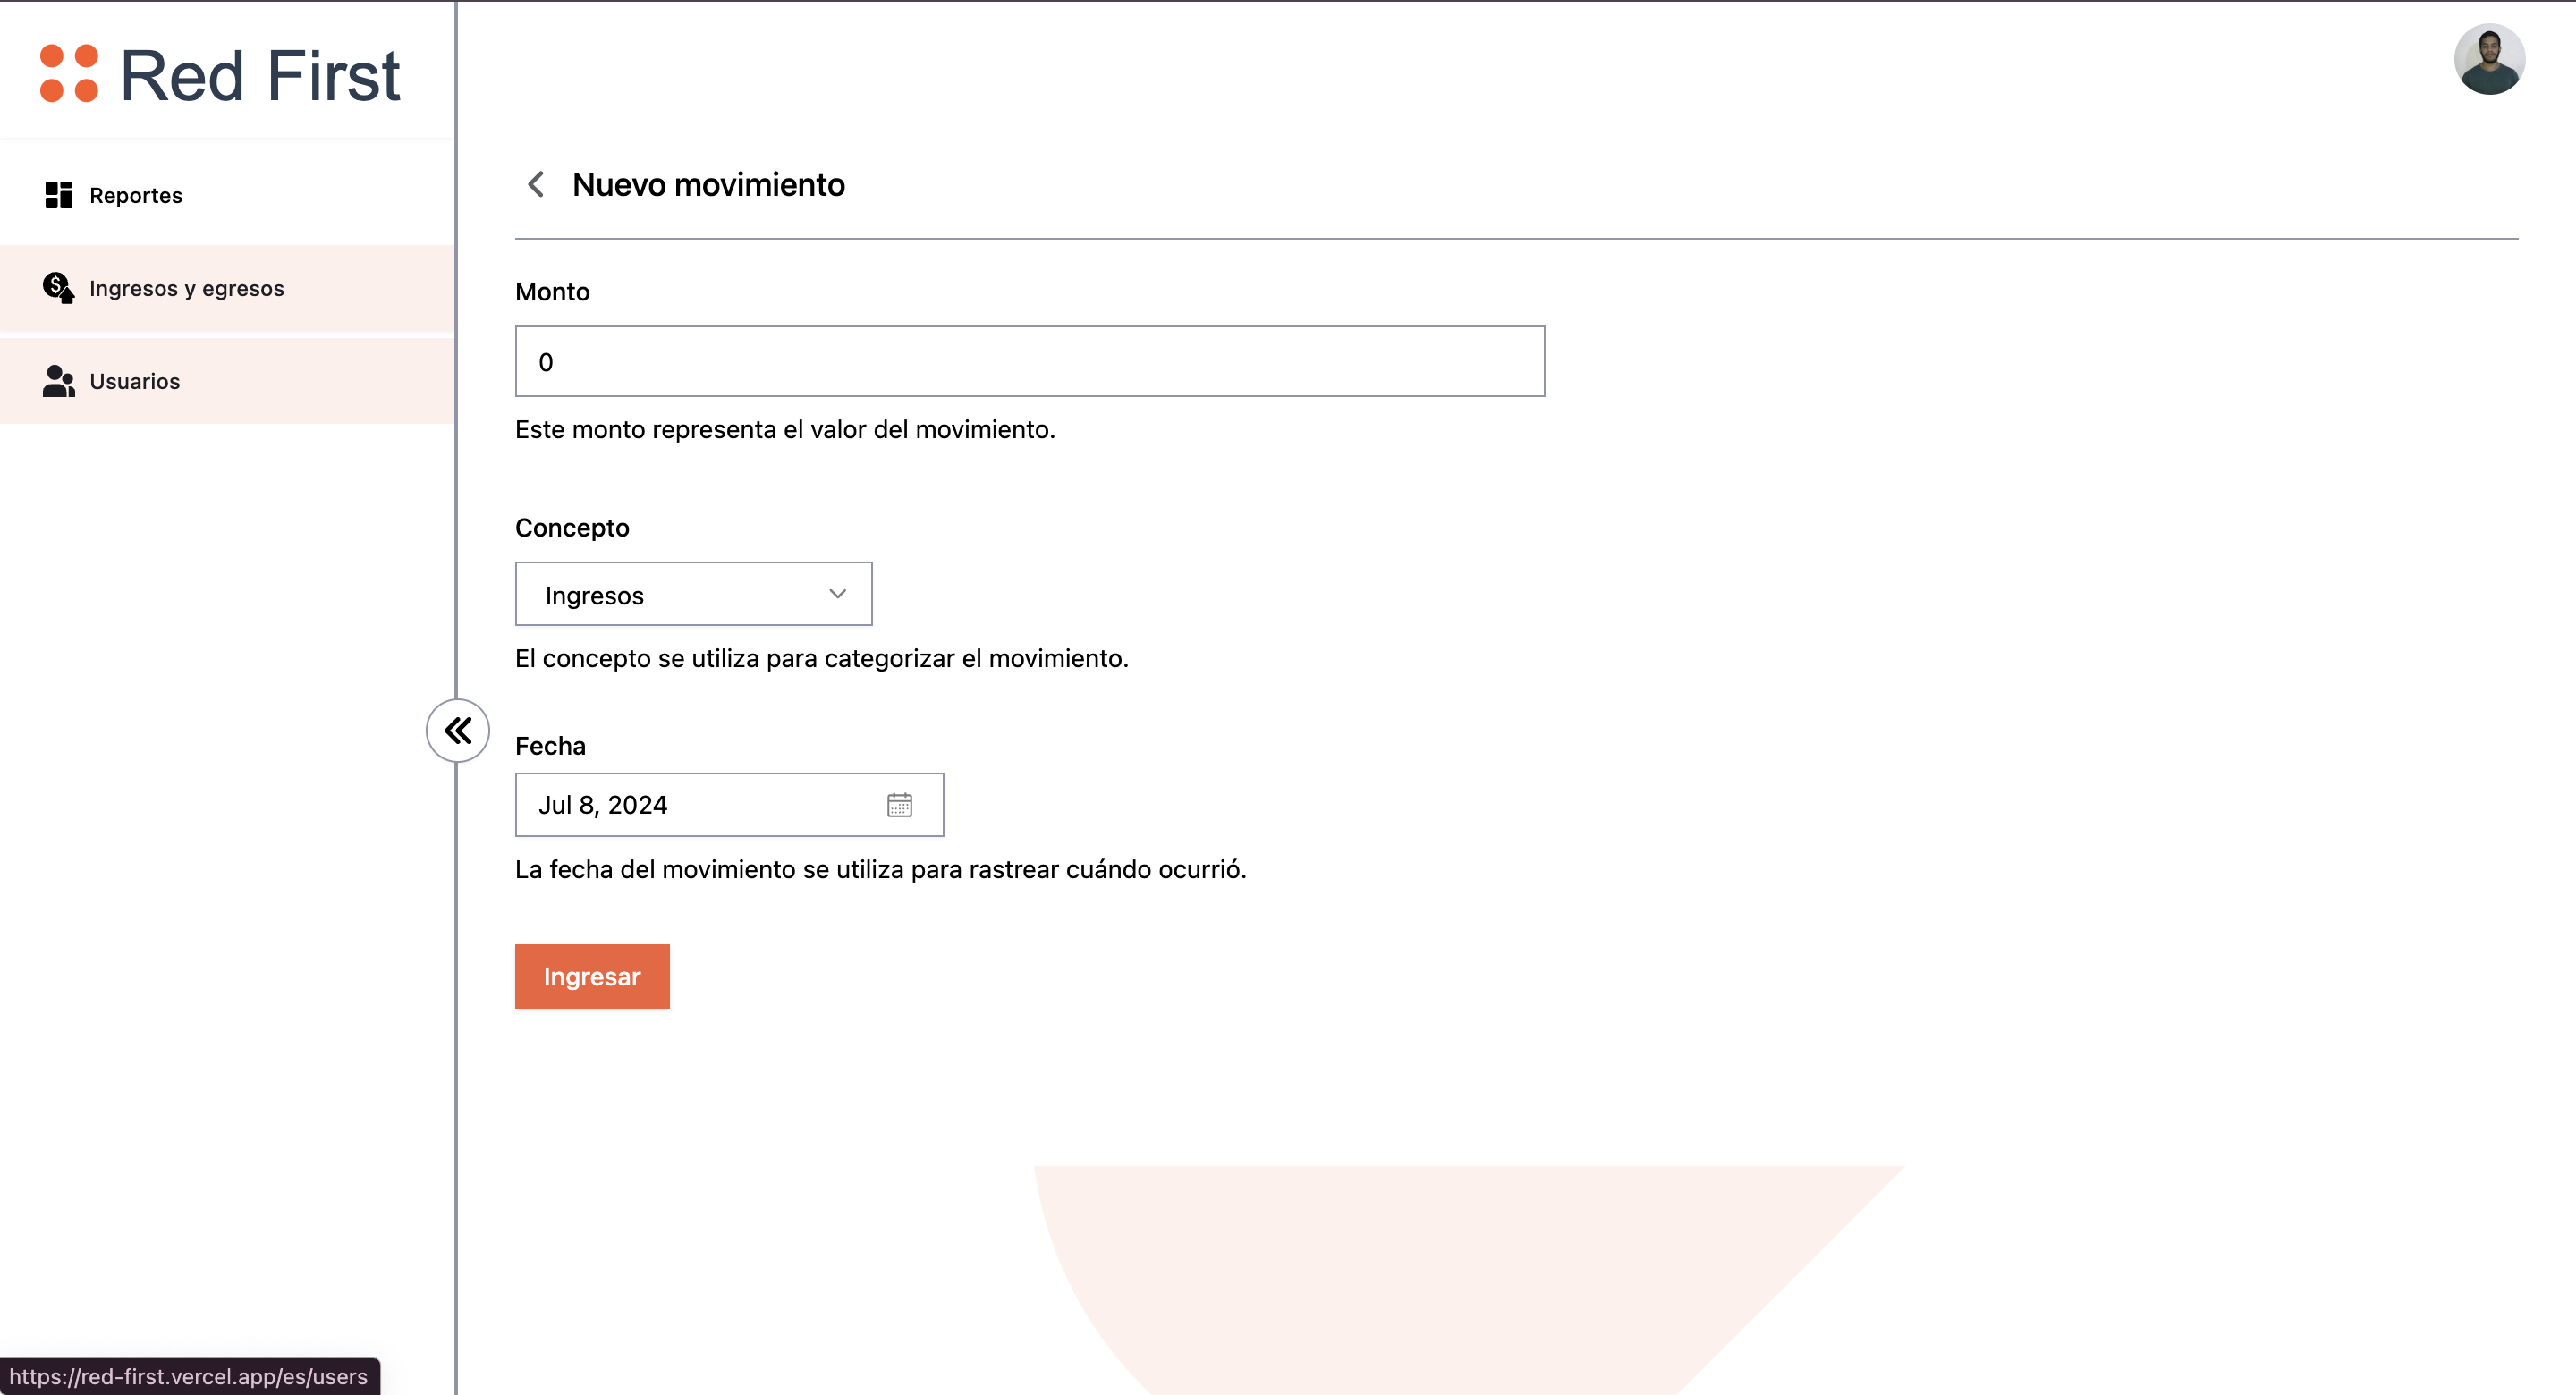 Red First
Reportes
Ingresos y egresos
Usuarios
Nuevo movimiento
Monto
0
Este monto representa el valor del movimiento.
Concepto
Ingresos
El concepto se utiliza para categorizar el movimiento.
Fecha
Jul 8, 2024
La fecha del movimiento se utiliza para rastrear cuándo ocurrió.
Ingresar
https://red-first.vercel.app/es/users